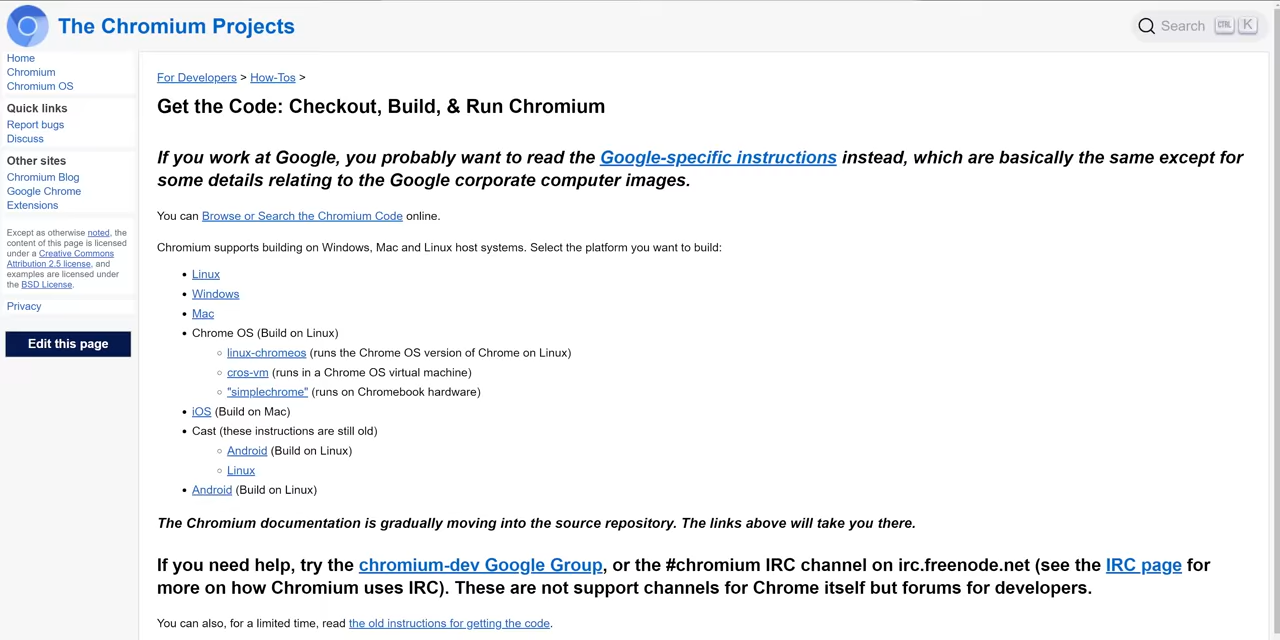 The Chromium Projects
Search CTRL K
Home
Chromium
Chromium OS
Quick links
Report bugs
Discuss
Other sites
Chromium Blog
Google Chrome
Extensions
Except as otherwise noted, the
content of this page is licensed
under a Creative Commons
Attribution 2.5 license, and
examples are licensed under
the BSD License.
Privacy
Edit this page
For Developers > How-Tos >
Get the Code: Checkout, Build, & Run Chromium
If you work at Google, you probably want to read the Google-specific instructions instead, which are basically the same except for
some details relating to the Google corporate computer images.
You can Browse or Search the Chromium Code online.
Chromium supports building on Windows, Mac and Linux host systems. Select the platform you want to build:
• Linux
• Windows
• Mac
• Chrome OS (Build on Linux)
◦ linux-chromeos (runs the Chrome OS version of Chrome on Linux)
◦ cros-vm (runs in a Chrome OS virtual machine)
◦ "simplechrome" (runs on Chromebook hardware)
• iOS (Build on Mac)
• Cast (these instructions are still old)
◦ Android (Build on Linux)
◦ Linux
• Android (Build on Linux)
The Chromium documentation is gradually moving into the source repository. The links above will take you there.
If you need help, try the chromium-dev Google Group, or the #chromium IRC channel on irc.freenode.net (see the IRC page for
more on how Chromium uses IRC). These are not support channels for Chrome itself but forums for developers.
You can also, for a limited time, read the old instructions for getting the code.